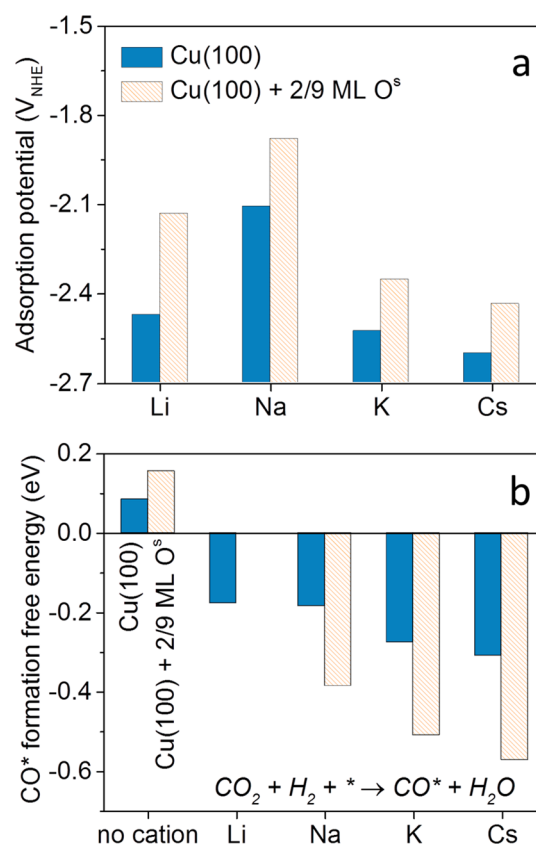 -1.5
Cu(100)
a
Cu(100) + 2/9 ML Oˢ
-1.8
-2.1
-2.4
-2.7
Adsorption potential (V_NHE)
Li Na K Cs
0.2
b
0.0
-0.2
-0.4
-0.6
CO* formation free energy (eV)
Cu(100)
Cu(100) + 2/9 ML Oˢ
CO₂ + H₂ + * → CO* + H₂O
no cation Li Na K Cs